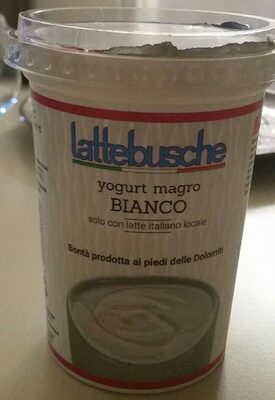 lattebusche
yogurt magro
BIANCO
solo con latte italiano locale
Bontà prodotta ai piedi delle Dolomiti